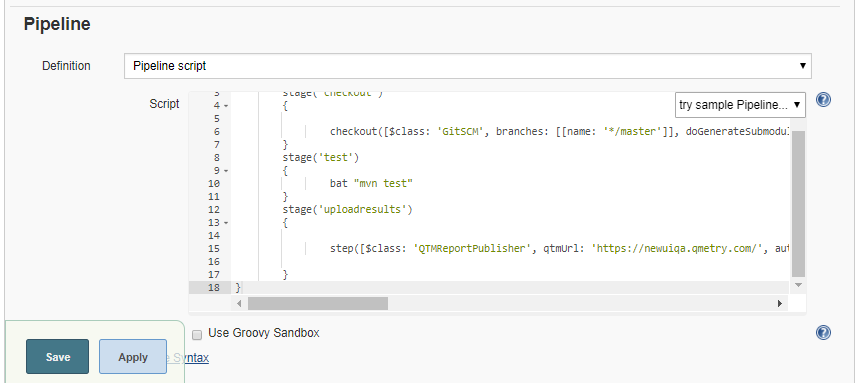 Pipeline
Definition
Pipeline script
Script
try sample Pipeline...
3 stage('checkout')
4 {
5
6 checkout([$class: 'GitSCM', branches: [[name: '*/master']], doGenerateSubmodul
7 }
8 stage('test')
9 {
10 bat "mvn test"
11 }
12 stage('uploadresults')
13 {
14
15 step([$class: 'QTMReportPublisher', qtmUrl: 'https://newuiqa.qmetry.com/', aut
16
17 }
18 }
Use Groovy Sandbox
Syntax
Save
Apply